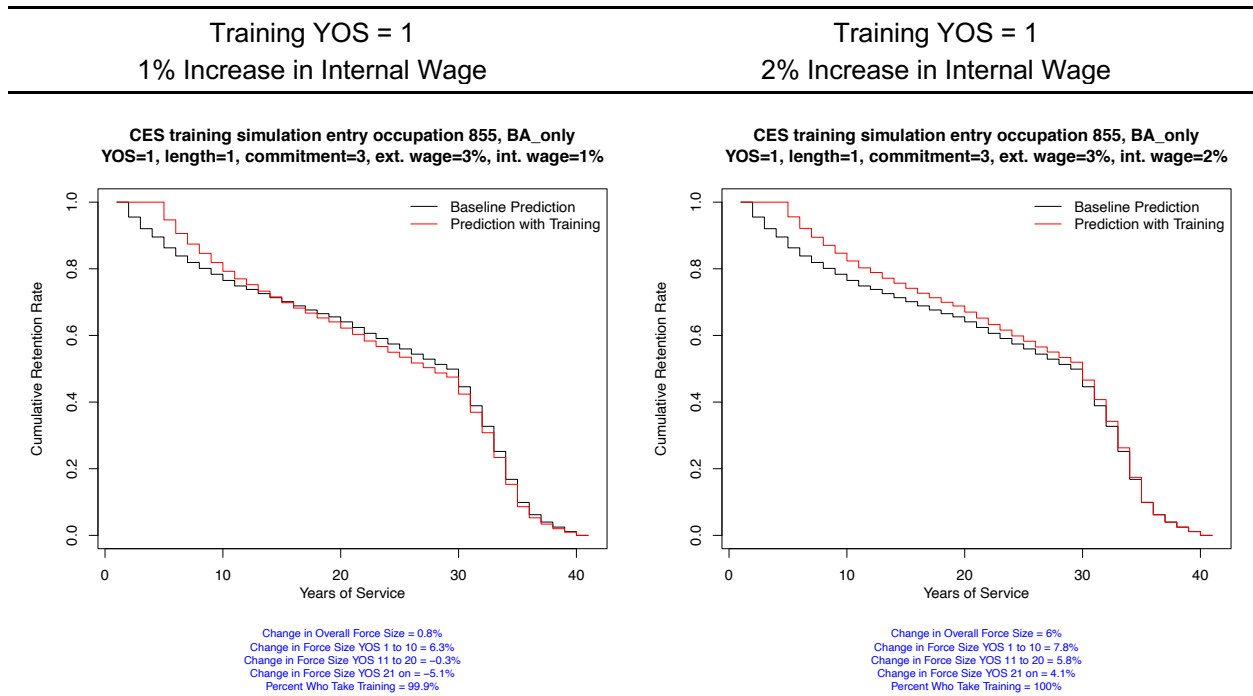 Training YOS = 1
1% Increase in Internal Wage
Training YOS = 1
2% Increase in Internal Wage
CES training simulation entry occupation 855, BA_only
YOS=1, length=1, commitment=3, ext. wage=3%, int. wage=1%
Baseline Prediction
Prediction with Training
Cumulative Retention Rate
1.0
0.8
0.6
0.4
0.2
0.0
0 10 20 30 40
Years of Service
Change in Overall Force Size = 0.8%
Change in Force Size YOS 1 to 10 = 6.3%
Change in Force Size YOS 11 to 20 = −0.3%
Change in Force Size YOS 21 on = −5.1%
Percent Who Take Training = 99.9%
CES training simulation entry occupation 855, BA_only
YOS=1, length=1, commitment=3, ext. wage=3%, int. wage=2%
Baseline Prediction
Prediction with Training
Cumulative Retention Rate
1.0
0.8
0.6
0.4
0.2
0.0
0 10 20 30 40
Years of Service
Change in Overall Force Size = 6%
Change in Force Size YOS 1 to 10 = 7.8%
Change in Force Size YOS 11 to 20 = 5.8%
Change in Force Size YOS 21 on = 4.1%
Percent Who Take Training = 100%